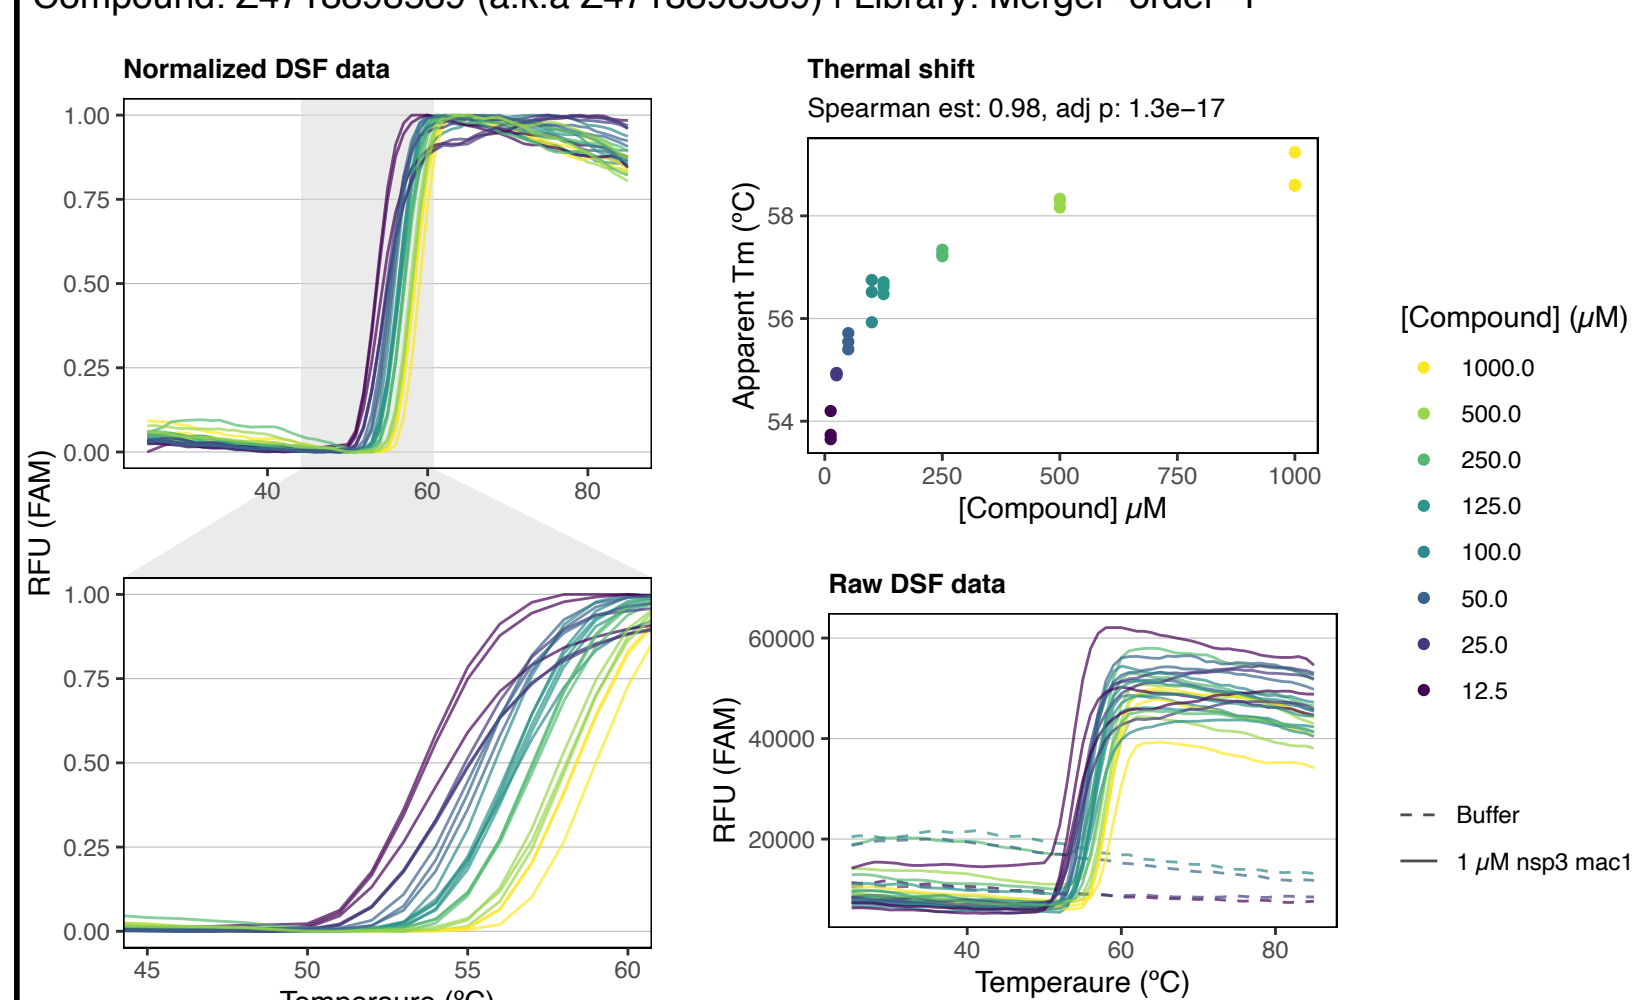 Normalized DSF data
1.00
0.75
0.50
0.25
0.00
40 60 80
RFU (FAM)
1.00
0.75
0.50
0.25
0.00
45 50 55 60
Temperaure (ºC)
Thermal shift
Spearman est: 0.98, adj p: 1.3e−17
Apparent Tm (ºC)
58
56
54
0 250 500 750 1000
[Compound] µM
Raw DSF data
RFU (FAM)
60000
40000
20000
40 60 80
Temperaure (ºC)
[Compound] (µM)
1000.0
500.0
250.0
125.0
100.0
50.0
25.0
12.5
Buffer
1 µM nsp3 mac1